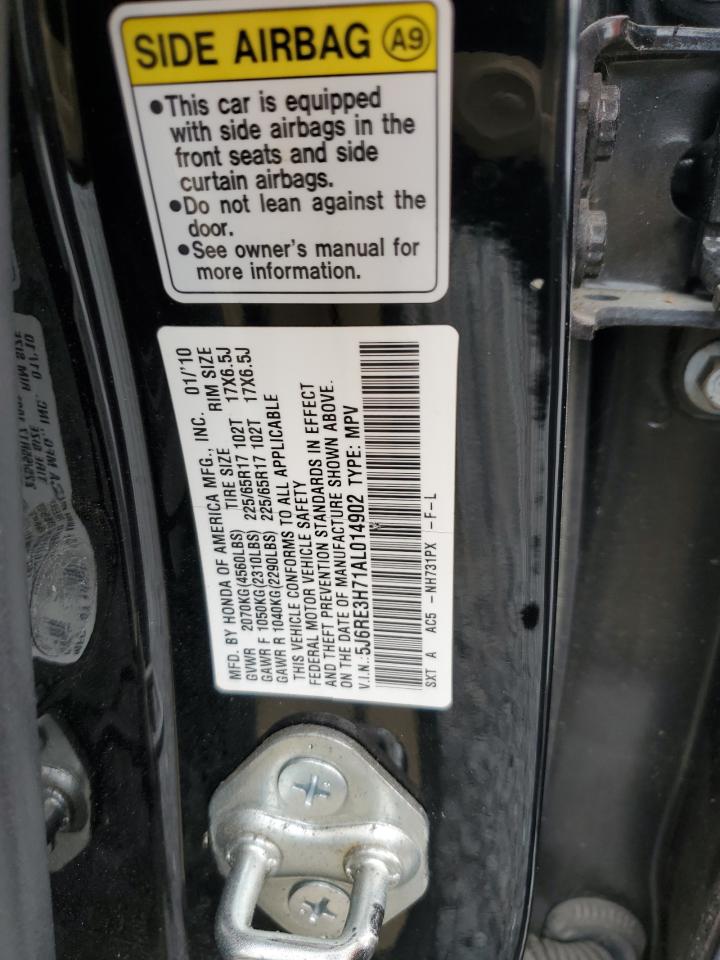 SIDE AIRBAG A9
•This car is equipped
with side airbags in the
front seats and side
curtain airbags.
•Do not lean against the
door.
•See owner's manual for
more information.
MFD. BY HONDA OF AMERICA MFG., INC. 01/'10
TIRE SIZE RIM SIZE
GVWR 2070KG(4560LBS)
GAWR F 1050KG(2310LBS) 225/65R17 102T 17X6.5J
GAWR R 1040KG(2290LBS) 225/65R17 102T 17X6.5J
THIS VEHICLE CONFORMS TO ALL APPLICABLE
FEDERAL MOTOR VEHICLE SAFETY
AND THEFT PREVENTION STANDARDS IN EFFECT
ON THE DATE OF MANUFACTURE SHOWN ABOVE.
V.I.N.: 5J6RE3H71AL014902 TYPE: MPV
SXT A AC5 -NH731PX -F-L